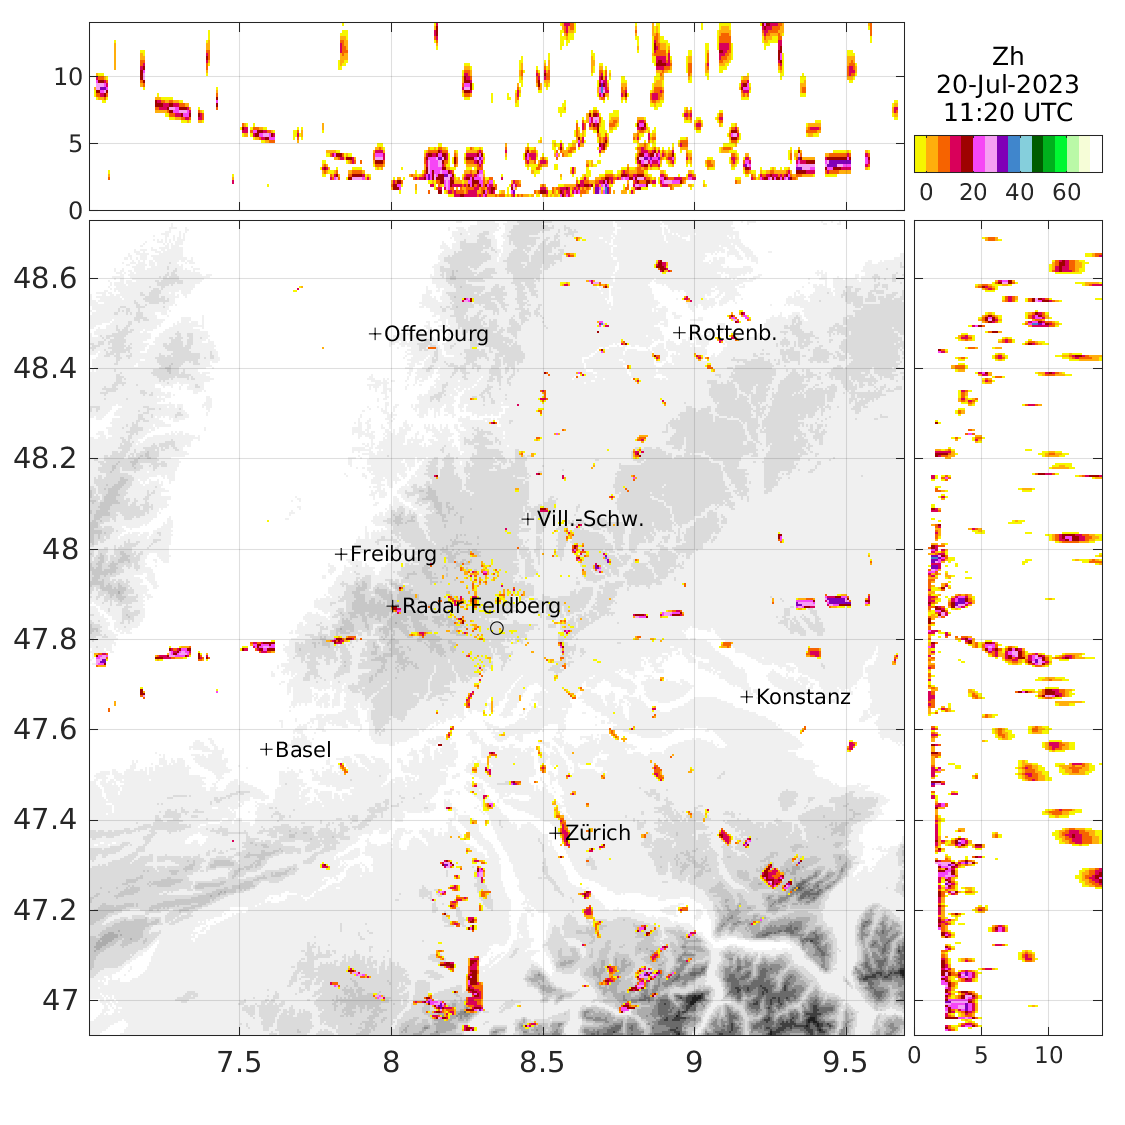 10
5
0
Zh
20-Jul-2023
11:20 UTC
0 20 40 60
48.6
48.4
48.2
48
47.8
47.6
47.4
47.2
47
+Offenburg
+Rottenb.
+Vill.-Schw.
+Freiburg
+Radar Feldberg
+Konstanz
+Basel
+Zürich
7.5 8 8.5 9 9.5
0 5 10